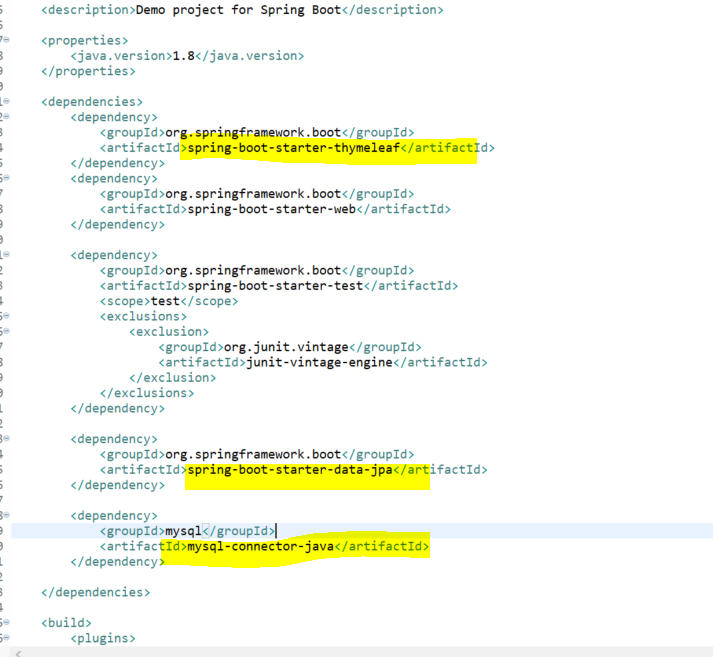 <description>Demo project for Spring Boot</description>
<properties>
<java.version>1.8</java.version>
</properties>
<dependencies>
<dependency>
<groupId>org.springframework.boot</groupId>
<artifactId>spring-boot-starter-thymeleaf</artifactId>
</dependency>
<dependency>
<groupId>org.springframework.boot</groupId>
<artifactId>spring-boot-starter-web</artifactId>
</dependency>
<dependency>
<groupId>org.springframework.boot</groupId>
<artifactId>spring-boot-starter-test</artifactId>
<scope>test</scope>
<exclusions>
<exclusion>
<groupId>org.junit.vintage</groupId>
<artifactId>junit-vintage-engine</artifactId>
</exclusion>
</exclusions>
</dependency>
<dependency>
<groupId>org.springframework.boot</groupId>
<artifactId>spring-boot-starter-data-jpa</artifactId>
</dependency>
<dependency>
<groupId>mysql</groupId>
<artifactId>mysql-connector-java</artifactId>
</dependency>
</dependencies>
<build>
<plugins>